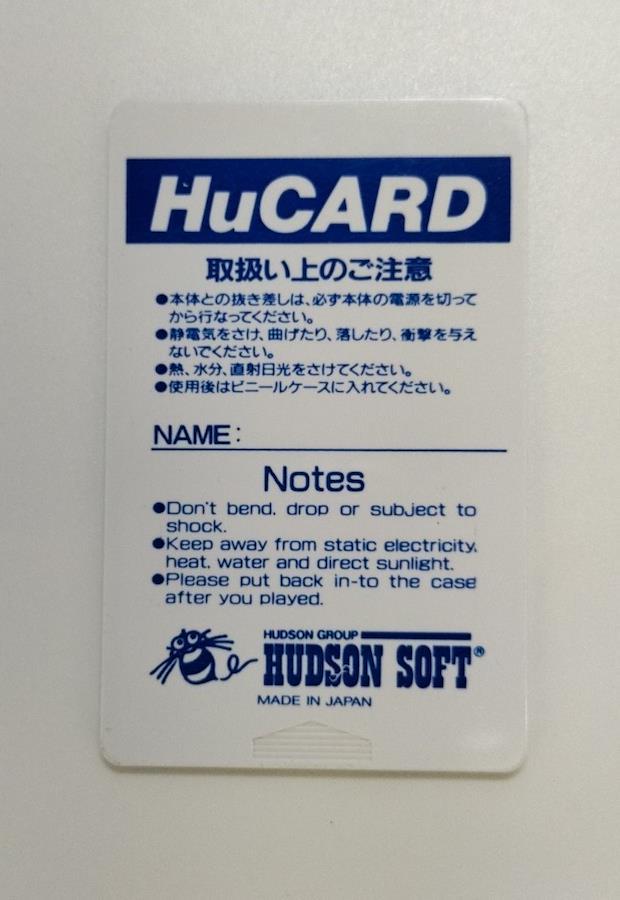 HuCARD
取扱い上のご注意
●本体との抜き差しは、必ず本体の電源を切って
から行なってください。
●静電気をさけ、曲げたり、落したり、衝撃を与え
ないでください。
●熱、水分、直射日光をさけてください。
●使用後はビニールケースに入れてください。
NAME:
Notes
●Don't bend, drop or subject to
shock.
●Keep away from static electricity,
heat, water and direct sunlight.
●Please put back in-to the case
after you played.
HUDSON GROUP
HUDSON SOFT®
MADE IN JAPAN